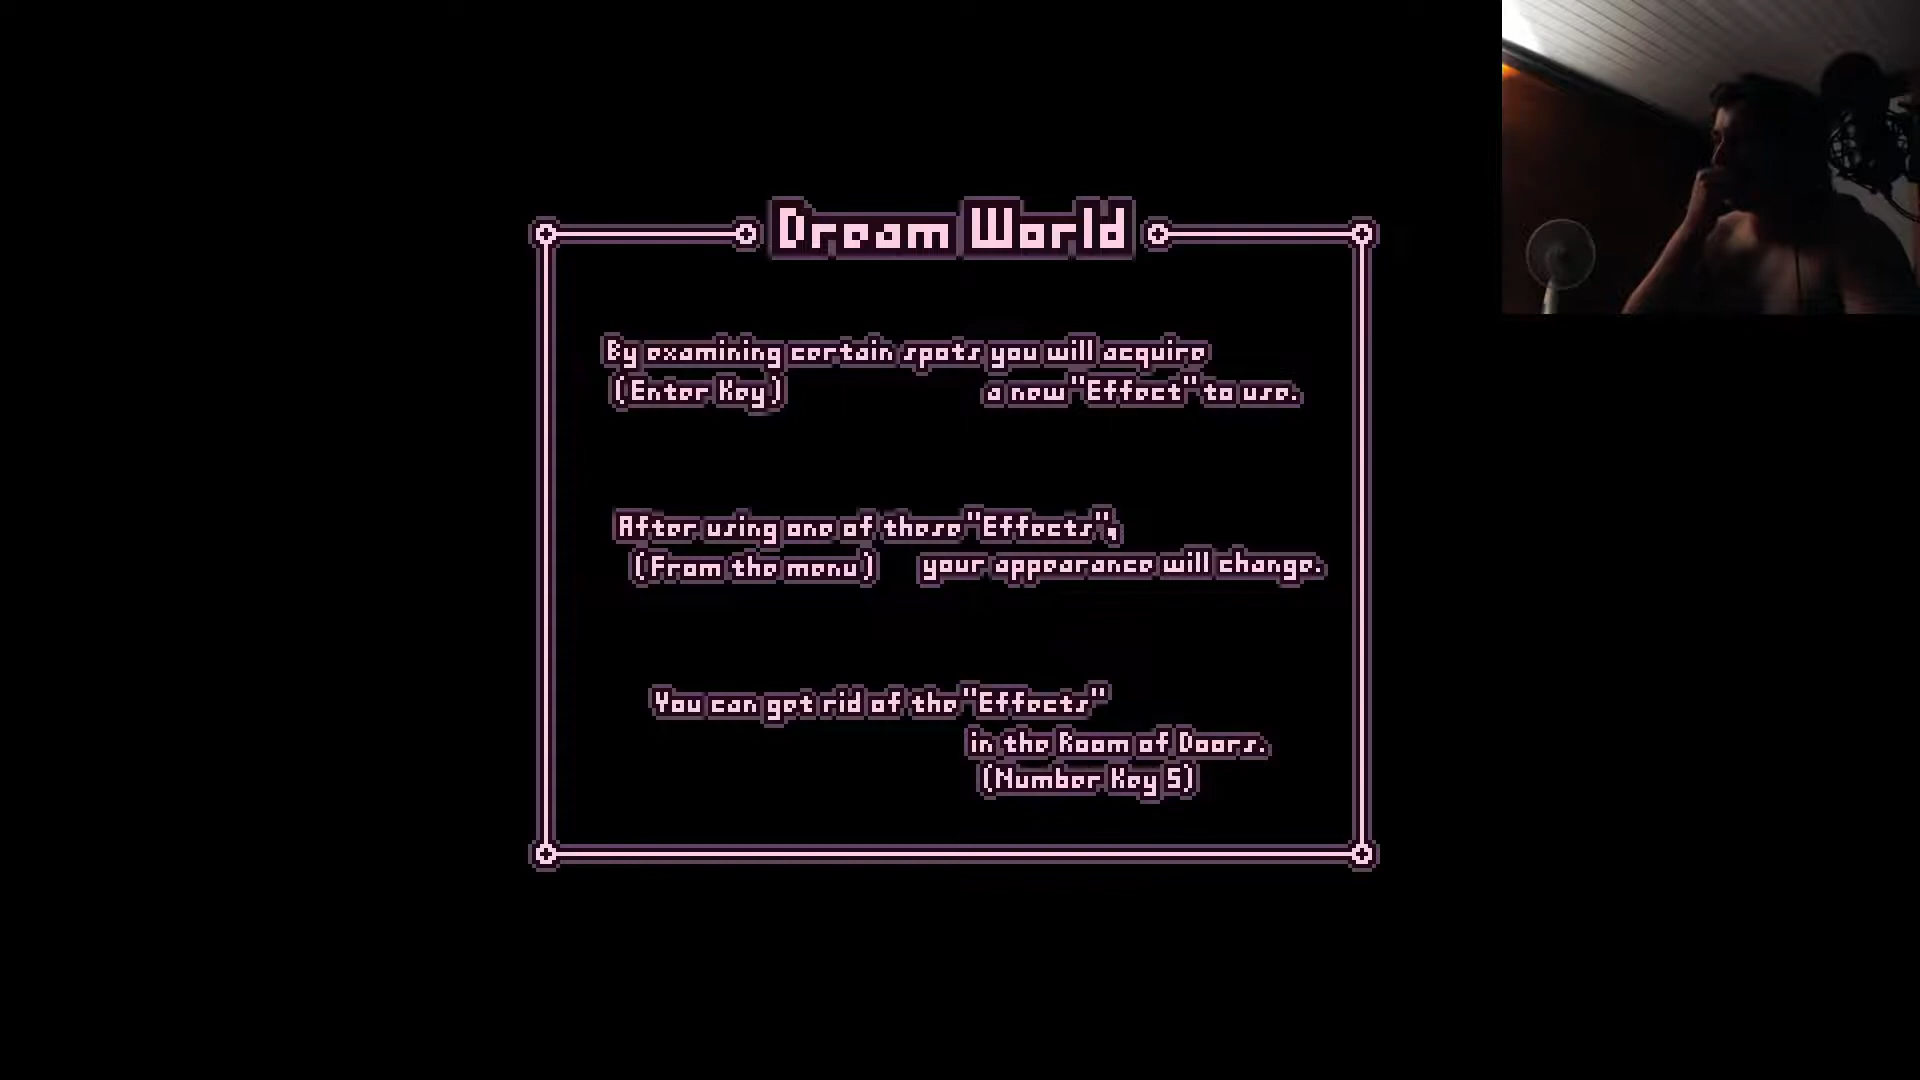 Dream World
By examining certain spots you will acquire
(Enter Key) a new "Effect" to use.
After using one of these "Effects",
(From the menu) your appearance will change.
You can get rid of the "Effects"
in the Room of Doors.
(Number Key 5)